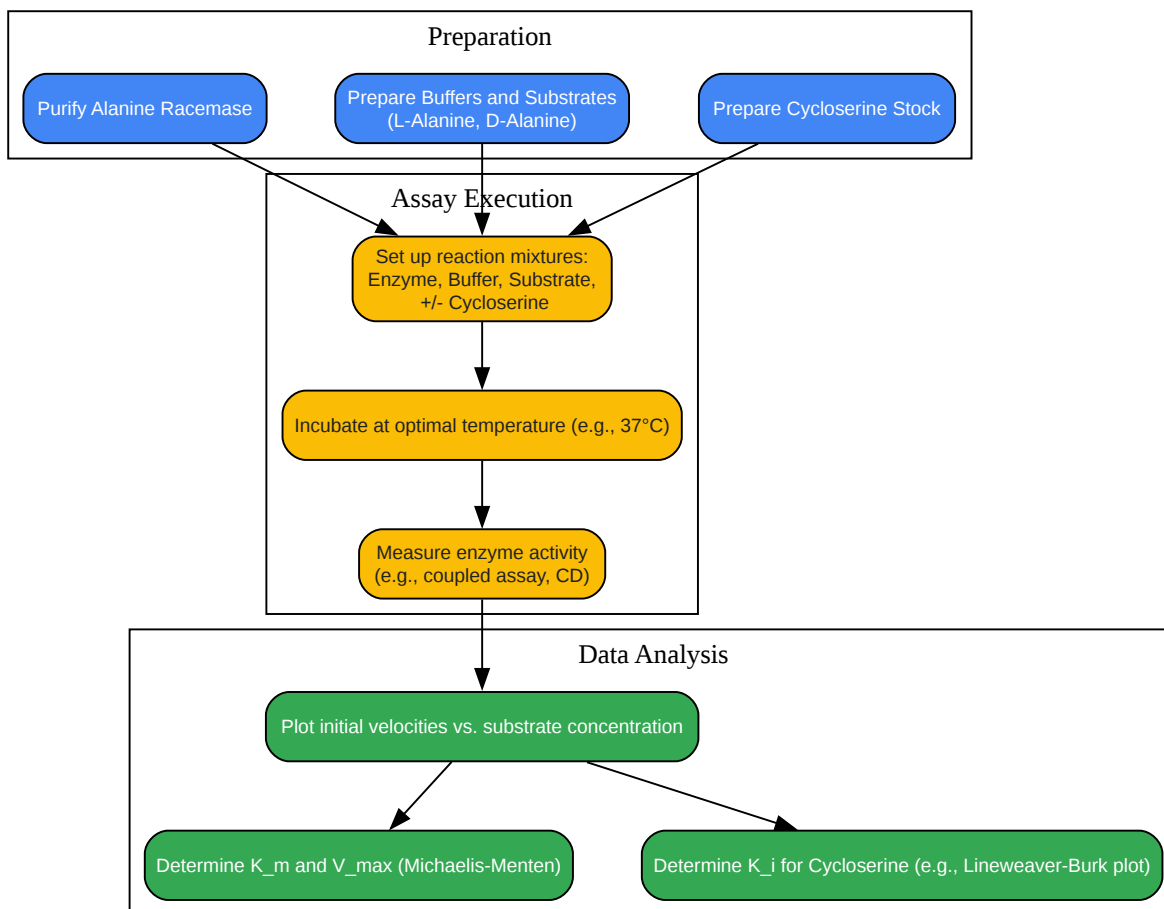 Preparation
Purify Alanine Racemase
Prepare Buffers and Substrates
(L-Alanine, D-Alanine)
Prepare Cycloserine Stock
Assay Execution
Set up reaction mixtures:
Enzyme, Buffer, Substrate,
+/- Cycloserine
Incubate at optimal temperature (e.g., 37°C)
Measure enzyme activity
(e.g., coupled assay, CD)
Data Analysis
Plot initial velocities vs. substrate concentration
Determine K_m and V_max (Michaelis-Menten)
Determine K_i for Cycloserine (e.g., Lineweaver-Burk plot)